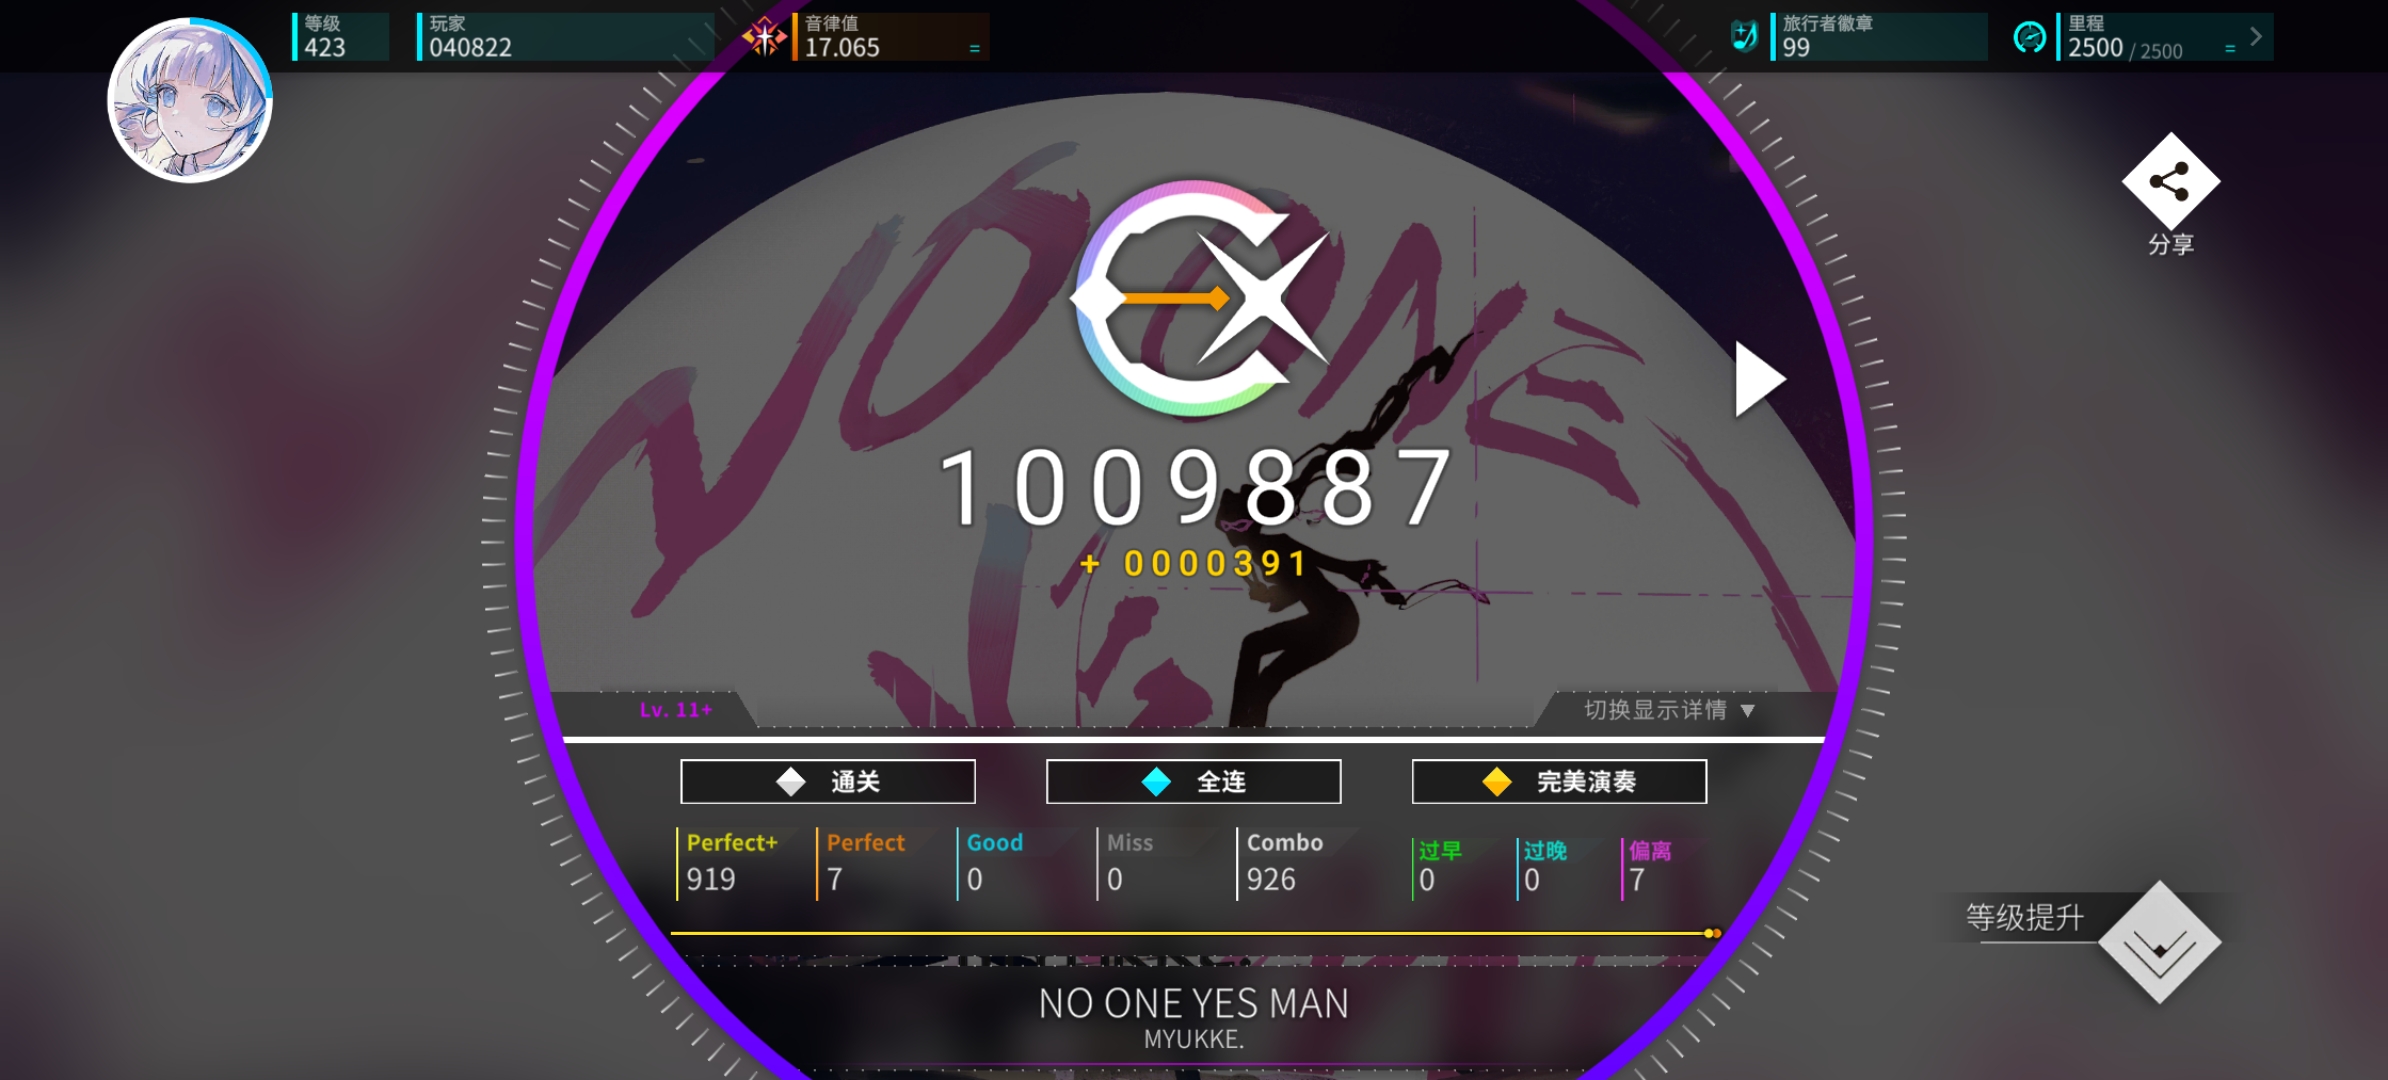 等级
423
玩家
040822
音律值
17.065
=
旅行者徽章
99
里程
2500 / 2500
=
分享
NO ONE
YES
1009887
+ 0000391
Lv. 11+
切换显示详情 ▼
通关
全连
完美演奏
Perfect+
919
Perfect
7
Good
0
Miss
0
Combo
926
过早
0
过晚
0
偏离
7
等级提升
NO ONE YES MAN
MYUKKE.